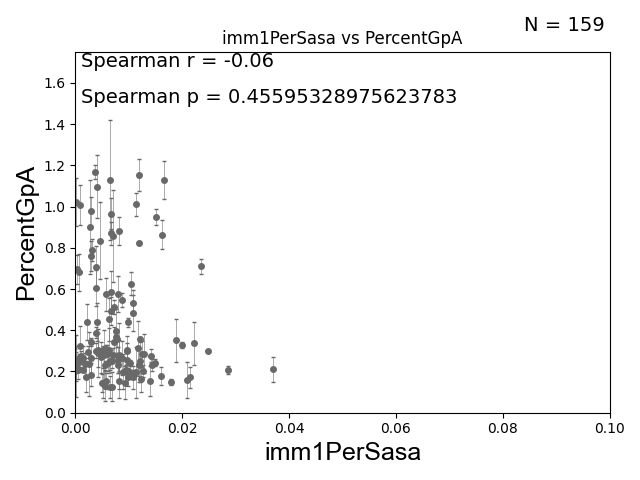 N = 159
imm1PerSasa vs PercentGpA
Spearman r = -0.06
Spearman p = 0.45595328975623783
PercentGpA
1.6
1.4
1.2
1.0
0.8
0.6
0.4
0.2
0.0
0.00 0.02 0.04 0.06 0.08 0.10
imm1PerSasa